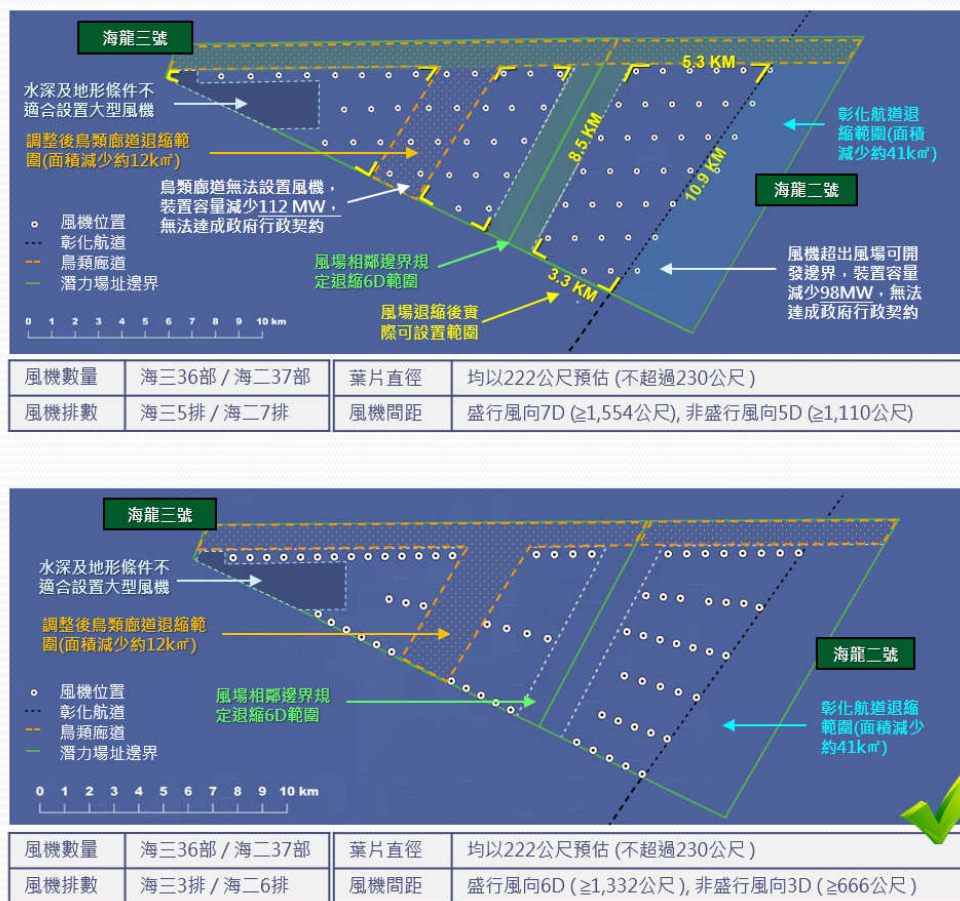 海龍三號
水深及地形條件不
適合設置大型風機
調整後鳥類廊道退縮範
圍(面積減少約12k㎡)
鳥類廊道無法設置風機，
裝置容量減少112 MW，
無法達成政府行政契約
風機位置
彰化航道
鳥類廊道
潛力場址邊界
0 1 2 3 4 5 6 7 8 9 10 km
風場相鄰邊界規
定退縮6D範圍
風場退縮後實
際可設置範圍
5.3 KM
8.5 KM
10.9 KM
3.3 KM
彰化航道退
縮範圍(面積
減少約41k㎡)
海龍二號
風機超出風場可開
發邊界，裝置容量
減少98MW，無法
達成政府行政契約
風機數量 海三36部 / 海二37部 葉片直徑 均以222公尺預估 (不超過230公尺 )
風機排數 海三5排 / 海二7排 風機間距 盛行風向7D (≧1,554公尺), 非盛行風向5D (≧1,110公尺)
海龍三號
水深及地形條件不
適合設置大型風機
調整後鳥類廊道退縮範
圍(面積減少約12k㎡)
風機位置
彰化航道
鳥類廊道
潛力場址邊界
0 1 2 3 4 5 6 7 8 9 10 km
風場相鄰邊界規
定退縮6D範圍
海龍二號
彰化航道退縮
範圍(面積減少
約41k㎡)
風機數量 海三36部 / 海二37部 葉片直徑 均以222公尺預估 (不超過230公尺 )
風機排數 海三3排 / 海二6排 風機間距 盛行風向6D ( ≧1,332公尺 ), 非盛行風向3D ( ≧666公尺 )